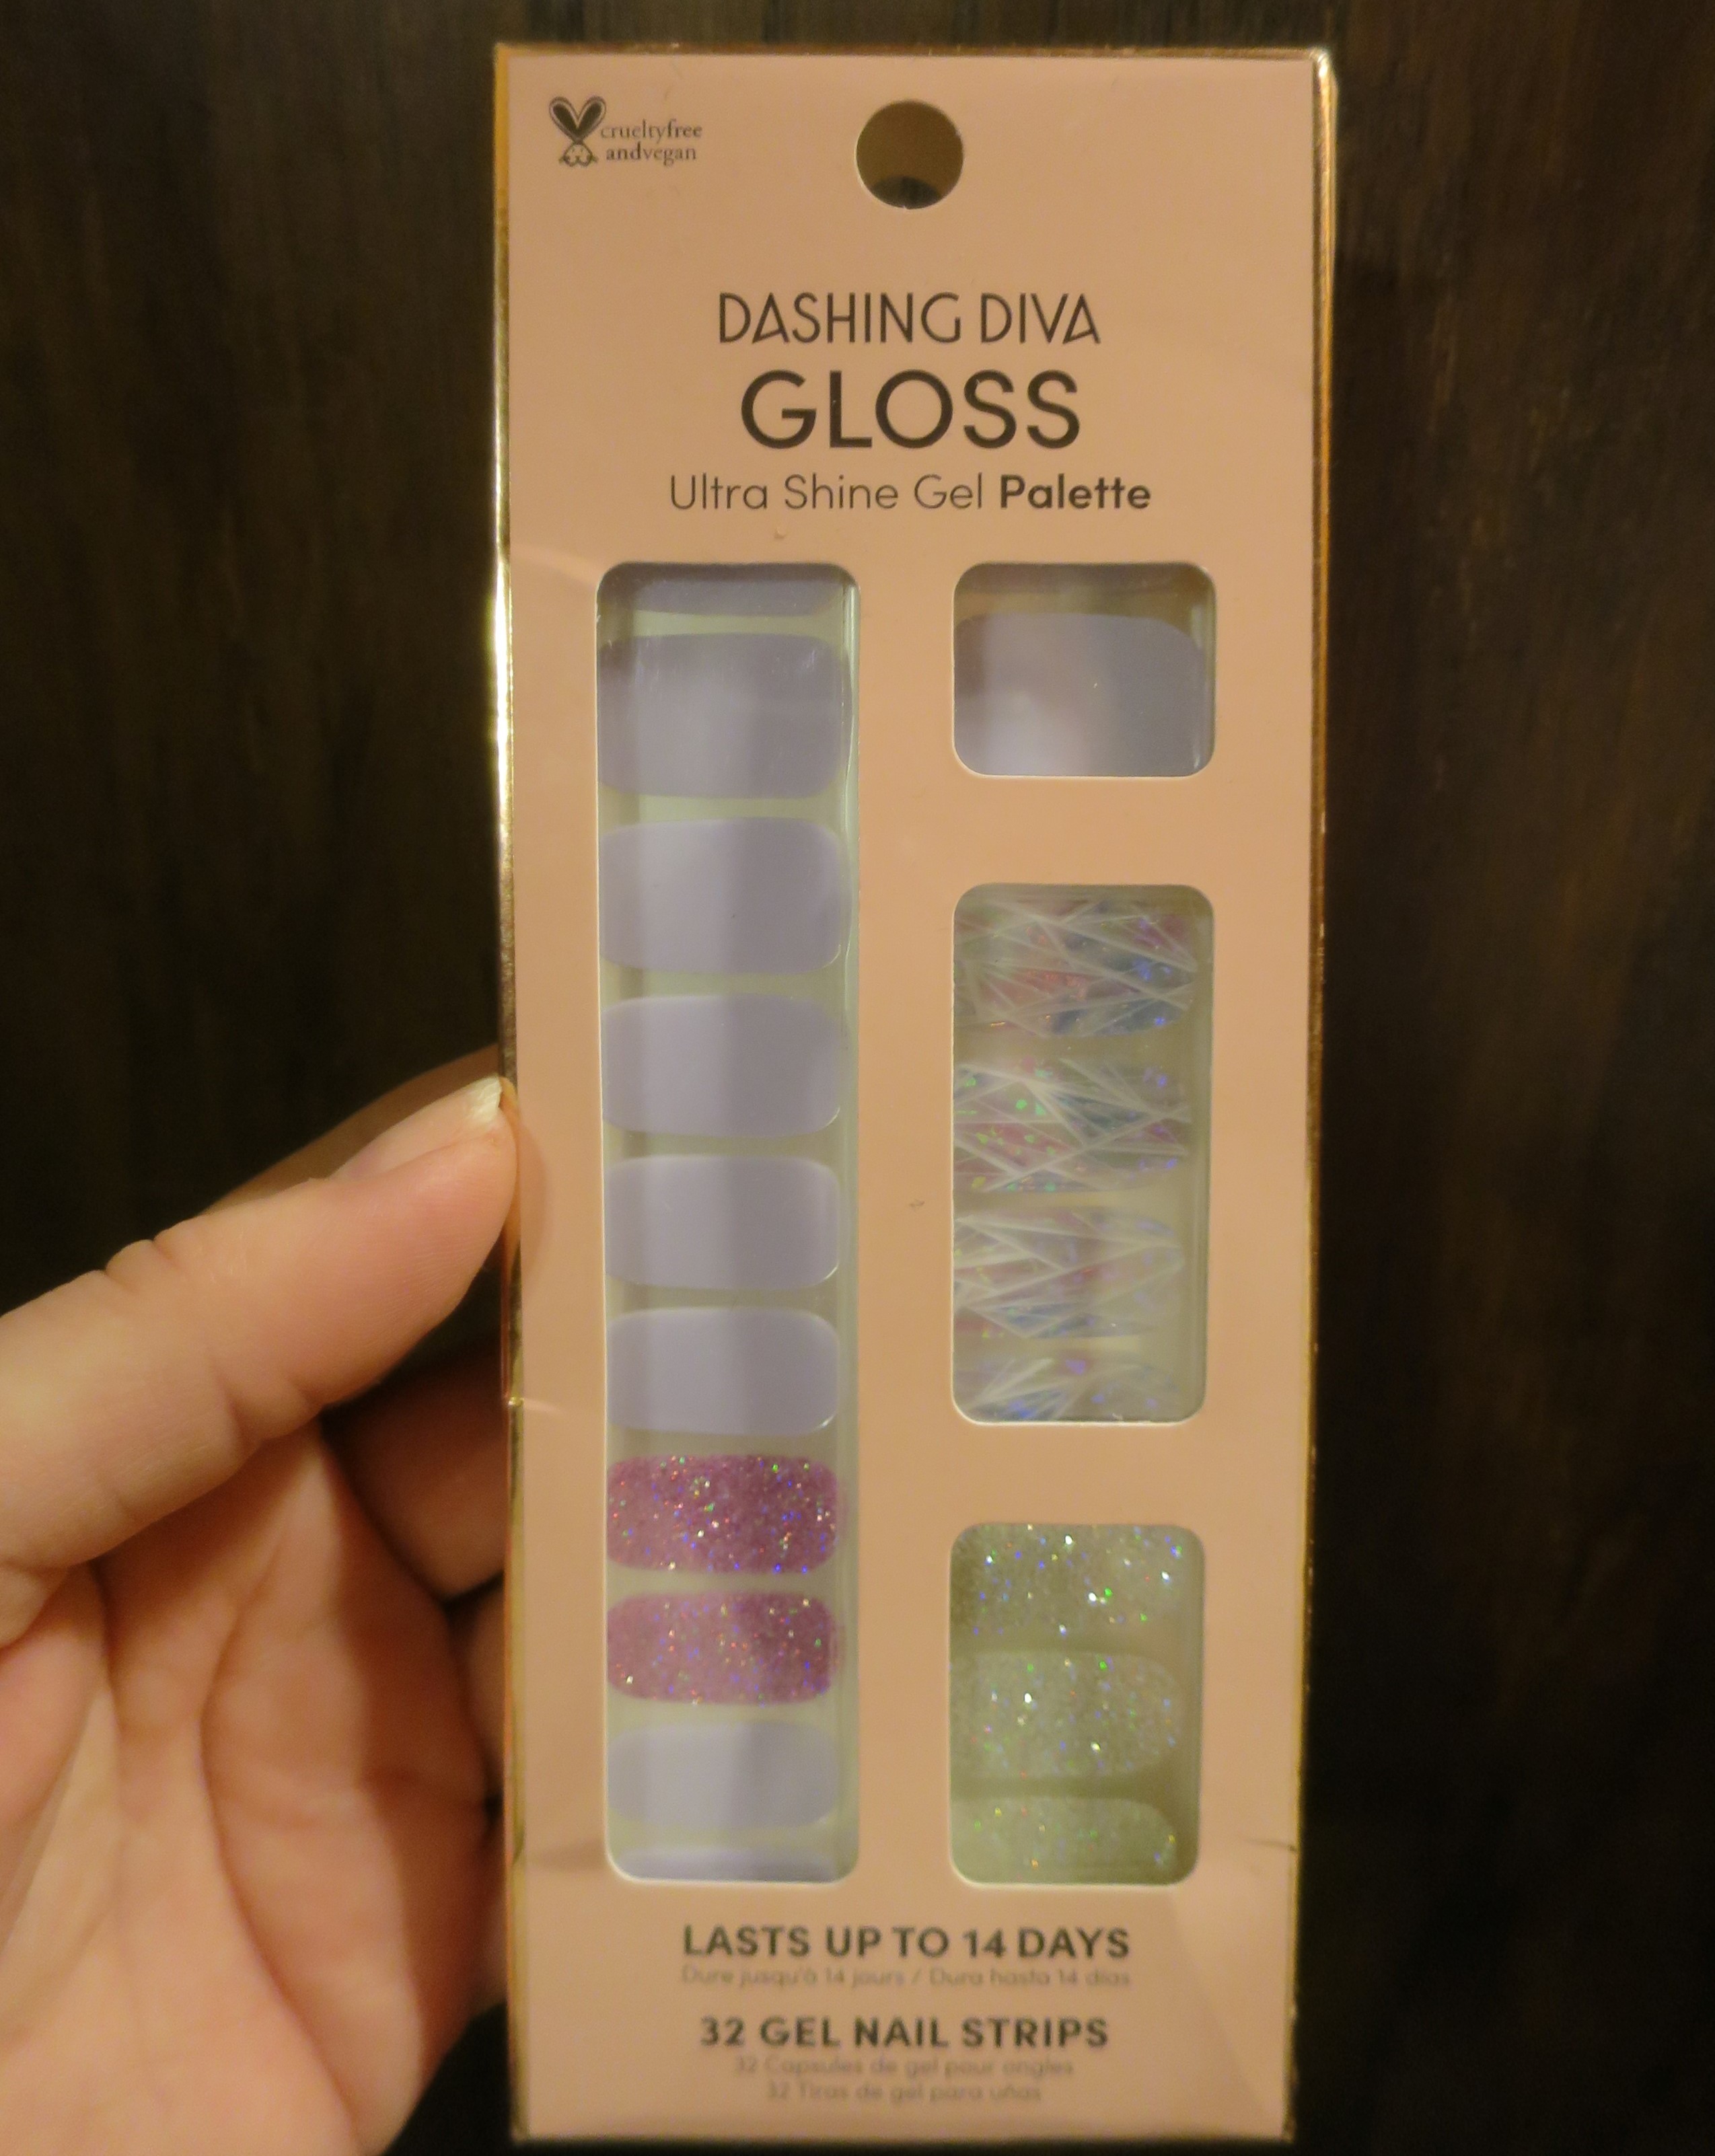 crueltyfree
andvegan
DASHING DIVA
GLOSS
Ultra Shine Gel Palette
LASTS UP TO 14 DAYS
Dure jusqu'à 14 jours / Dura hasta 14 días
32 GEL NAIL STRIPS
32 Capsules de gel pour ongles
32 Tiras de gel para uñas